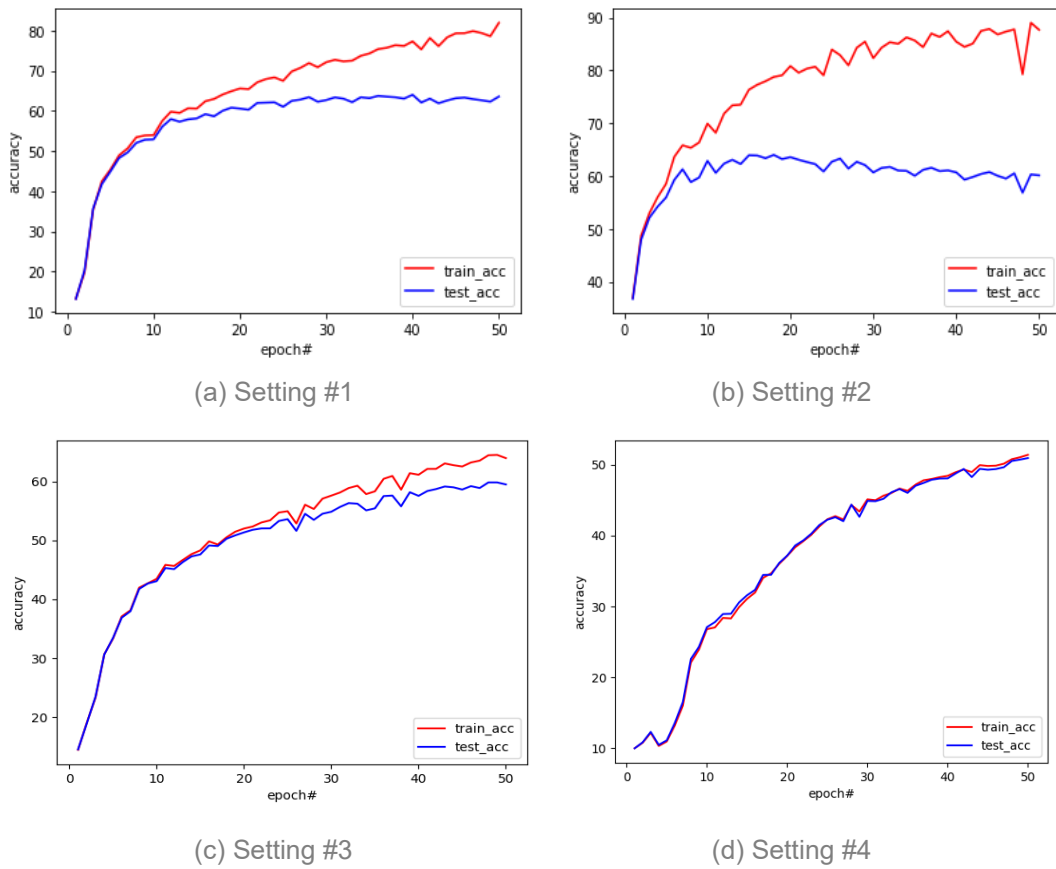 80
70
60
50
40
30
20
10
accuracy
train_acc
test_acc
0 10 20 30 40 50
epoch#
(a) Setting #1
90
80
70
60
50
40
accuracy
train_acc
test_acc
0 10 20 30 40 50
epoch#
(b) Setting #2
60
50
40
30
20
accuracy
train_acc
test_acc
0 10 20 30 40 50
epoch#
(c) Setting #3
50
40
30
20
10
accuracy
train_acc
test_acc
0 10 20 30 40 50
epoch#
(d) Setting #4